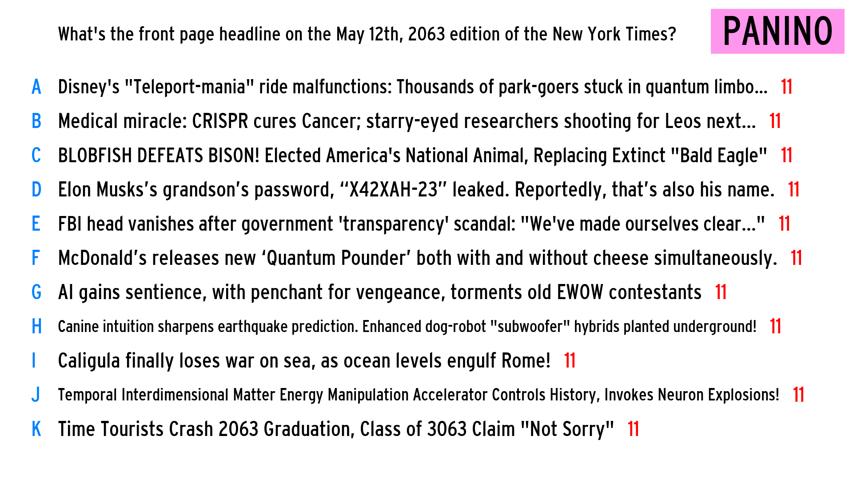 What's the front page headline on the May 12th, 2063 edition of the New York Times?
PANINO
A Disney's "Teleport-mania" ride malfunctions: Thousands of park-goers stuck in quantum limbo... 11
B Medical miracle: CRISPR cures Cancer; starry-eyed researchers shooting for Leos next... 11
C BLOBFISH DEFEATS BISON! Elected America's National Animal, Replacing Extinct "Bald Eagle" 11
D Elon Musks’s grandson’s password, “X42XAH-23” leaked. Reportedly, that’s also his name. 11
E FBI head vanishes after government 'transparency' scandal: "We've made ourselves clear..." 11
F McDonald’s releases new ‘Quantum Pounder’ both with and without cheese simultaneously. 11
G AI gains sentience, with penchant for vengeance, torments old EWOW contestants 11
H Canine intuition sharpens earthquake prediction. Enhanced dog-robot "subwoofer" hybrids planted underground! 11
I Caligula finally loses war on sea, as ocean levels engulf Rome! 11
J Temporal Interdimensional Matter Energy Manipulation Accelerator Controls History, Invokes Neuron Explosions! 11
K Time Tourists Crash 2063 Graduation, Class of 3063 Claim "Not Sorry" 11